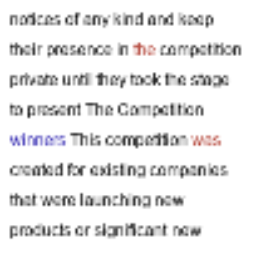 notices of any kind and keep
their presence in the competition
private until they took the stage
to present The Competition
winners This competition was
created for existing companies
that were launching new
products or significant new